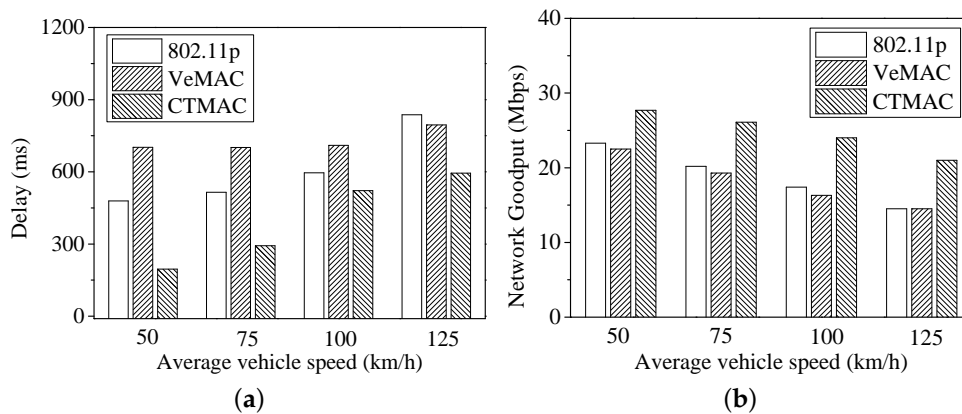 1200
900
600
300
0
Delay (ms)
802.11p
VeMAC
CTMAC
50 75 100 125
Average vehicle speed (km/h)
(a)
40
30
20
10
0
Network Goodput (Mbps)
802.11p
VeMAC
CTMAC
50 75 100 125
Average vehicle speed (km/h)
(b)